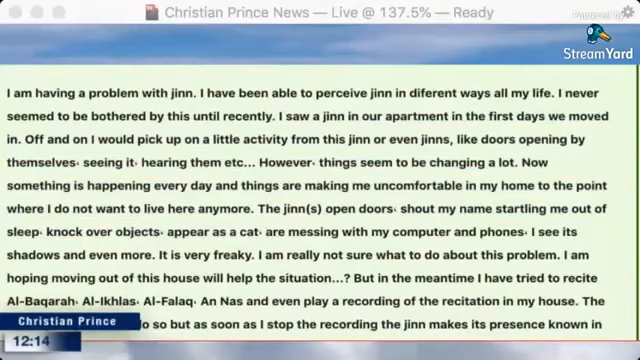 Christian Prince News — Live @ 137.5% — Ready
Powered by
StreamYard
I am having a problem with jinn. I have been able to perceive jinn in diferent ways all my life. I never
seemed to be bothered by this until recently. I saw a jinn in our apartment in the first days we moved
in. Off and on I would pick up on a little activity from this jinn or even jinns, like doors opening by
themselves, seeing it, hearing them etc... However, things seem to be changing a lot. Now
something is happening every day and things are making me uncomfortable in my home to the point
where I do not want to live here anymore. The jinn(s) open doors, shout my name startling me out of
sleep, knock over objects, appear as a cat, are messing with my computer and phones, I see its
shadows and even more. It is very freaky. I am really not sure what to do about this problem. I am
hoping moving out of this house will help the situation...? But in the meantime I have tried to recite
Al-Baqarah, Al-Ikhlas, Al-Falaq, An Nas and even play a recording of the recitation in my house. The
so but as soon as I stop the recording the jinn makes its presence known in
Christian Prince
12:14